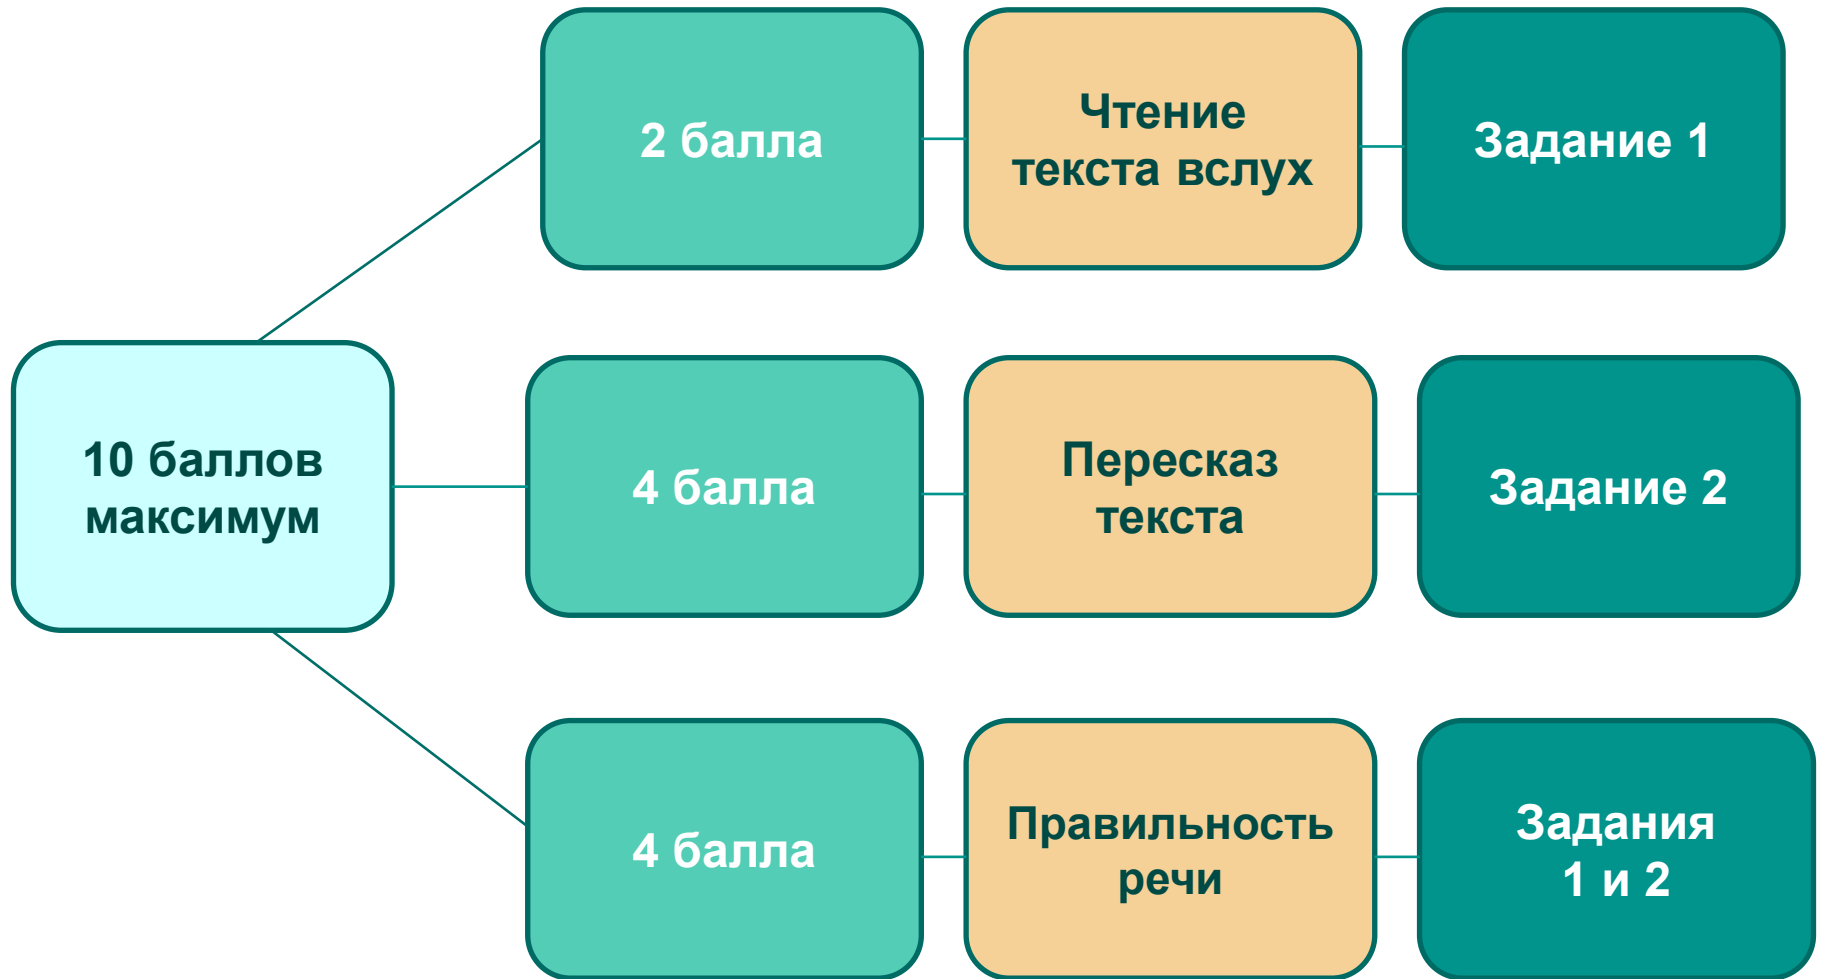 10 баллов
максимум
2 балла
Чтение
текста вслух
Задание 1
4 балла
Пересказ
текста
Задание 2
4 балла
Правильность
речи
Задания
1 и 2